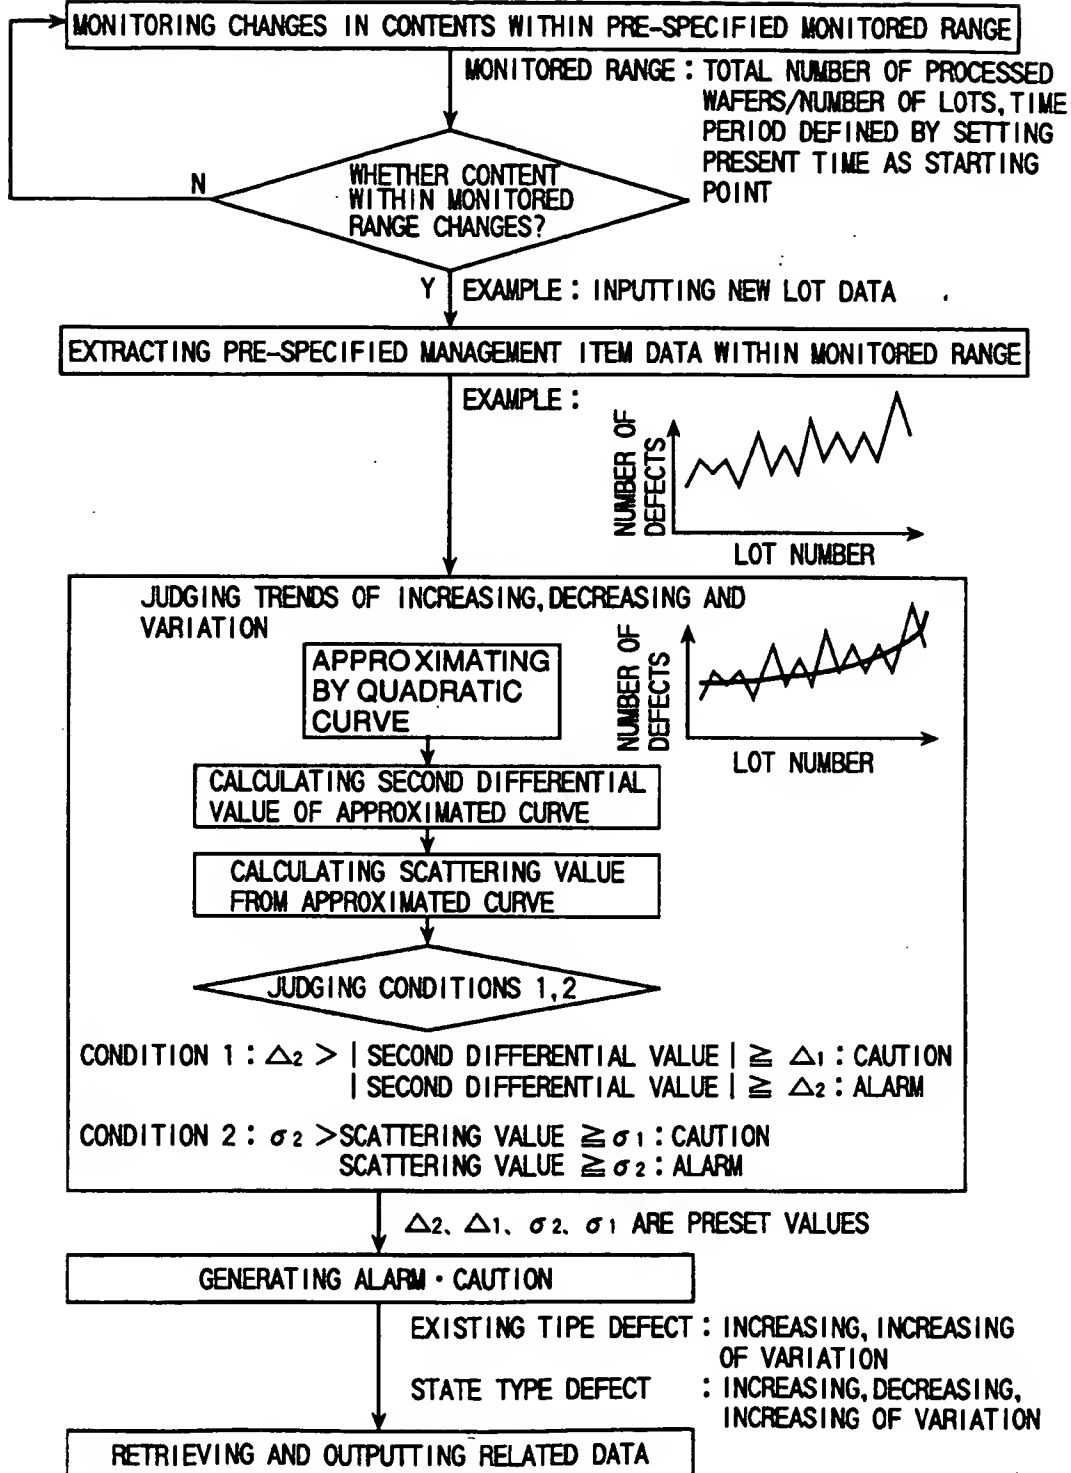 MONITORING CHANGES IN CONTENTS WITHIN PRE-SPECIFIED MONITORED RANGE
MONITORED RANGE : TOTAL NUMBER OF PROCESSED
WAFERS/NUMBER OF LOTS, TIME
PERIOD DEFINED BY SETTING
PRESENT TIME AS STARTING
POINT
N
WHETHER CONTENT
WITHIN MONITORED
RANGE CHANGES?
Y
EXAMPLE : INPUTTING NEW LOT DATA
EXTRACTING PRE-SPECIFIED MANAGEMENT ITEM DATA WITHIN MONITORED RANGE
EXAMPLE :
NUMBER OF
DEFECTS
LOT NUMBER
JUDGING TRENDS OF INCREASING, DECREASING AND
VARIATION
NUMBER OF
DEFECTS
LOT NUMBER
APPROXIMATING
BY QUADRATIC
CURVE
CALCULATING SECOND DIFFERENTIAL
VALUE OF APPROXIMATED CURVE
CALCULATING SCATTERING VALUE
FROM APPROXIMATED CURVE
JUDGING CONDITIONS 1, 2
CONDITION 1 : △2 > | SECOND DIFFERENTIAL VALUE | ≧ △1 : CAUTION
| SECOND DIFFERENTIAL VALUE | ≧ △2 : ALARM
CONDITION 2 : σ2 > SCATTERING VALUE ≧ σ1 : CAUTION
SCATTERING VALUE ≧ σ2 : ALARM
△2、△1、σ2、σ1 ARE PRESET VALUES
GENERATING ALARM・CAUTION
EXISTING TIPE DEFECT : INCREASING, INCREASING
OF VARIATION
STATE TYPE DEFECT : INCREASING, DECREASING,
INCREASING OF VARIATION
RETRIEVING AND OUTPUTTING RELATED DATA